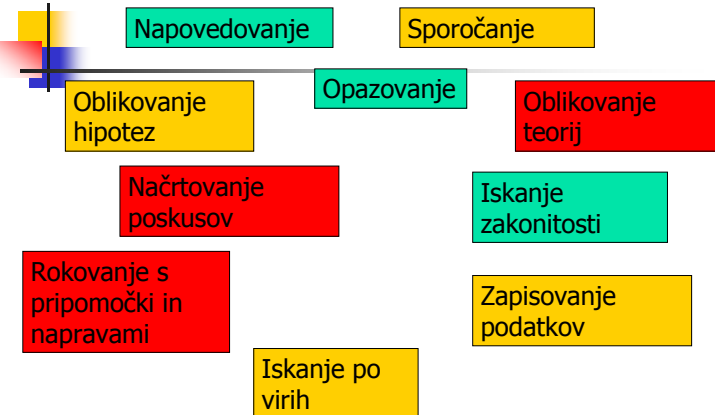 Napovedovanje
Sporočanje
Opazovanje
Oblikovanje
hipotez
Oblikovanje
teorij
Načrtovanje
poskusov
Iskanje
zakonitosti
Rokovanje s
pripomočki in
napravami
Zapisovanje
podatkov
Iskanje po
virih